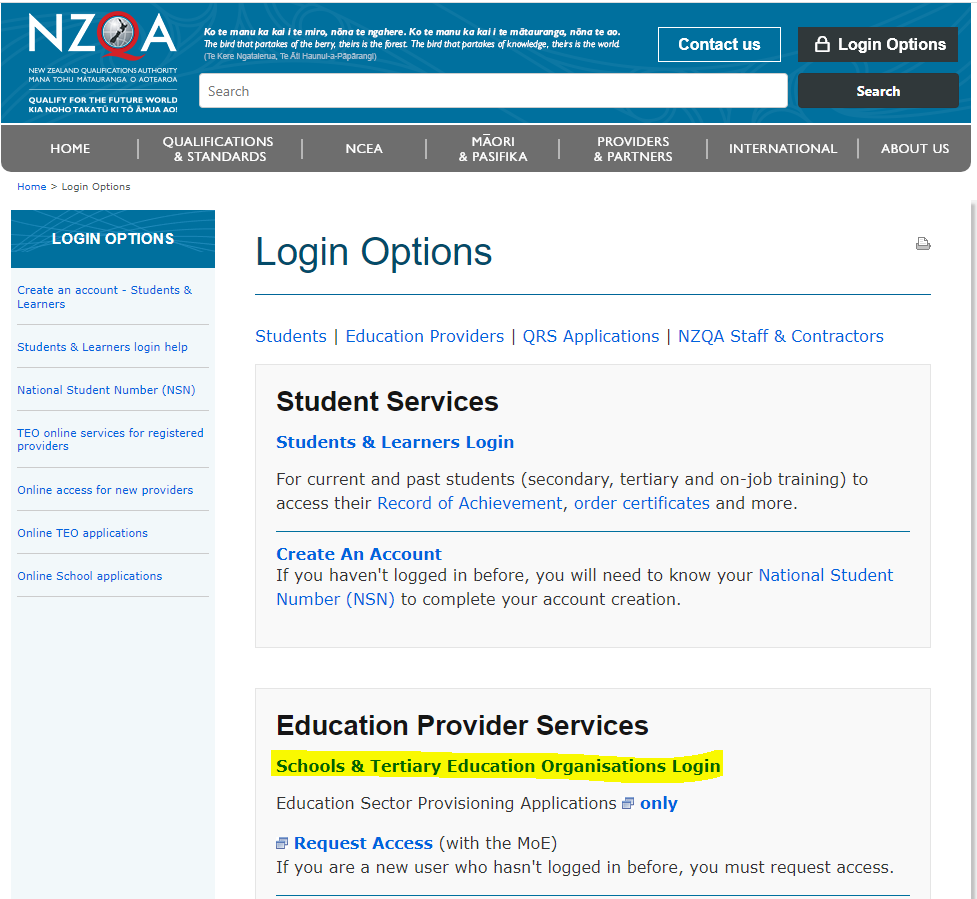 NZQA
NEW ZEALAND QUALIFICATIONS AUTHORITY
MANA TOHU MĀTAURANGA O AOTEAROA
QUALIFY FOR THE FUTURE WORLD
KIA NOHO TAKATŪ KI TŌ ĀMUA AO!
Ko te manu ka kai i te miro, nōna te ngahere. Ko te manu ka kai i te mātauranga, nōna te ao.
The bird that partakes of the berry, theirs is the forest. The bird that partakes of knowledge, theirs is the world.
(Te Kere Ngataierua, Te Āti Haunui-a-Pāpārangi)
Contact us
Login Options
Search
Search
HOME
QUALIFICATIONS
& STANDARDS
NCEA
MĀORI
& PASIFIKA
PROVIDERS
& PARTNERS
INTERNATIONAL
ABOUT US
Home > Login Options
LOGIN OPTIONS
Create an account - Students &
Learners
Students & Learners login help
National Student Number (NSN)
TEO online services for registered
providers
Online access for new providers
Online TEO applications
Online School applications
Login Options
Students | Education Providers | QRS Applications | NZQA Staff & Contractors
Student Services
Students & Learners Login
For current and past students (secondary, tertiary and on-job training) to
access their Record of Achievement, order certificates and more.
Create An Account
If you haven't logged in before, you will need to know your National Student
Number (NSN) to complete your account creation.
Education Provider Services
Schools & Tertiary Education Organisations Login
Education Sector Provisioning Applications only
Request Access (with the MoE)
If you are a new user who hasn't logged in before, you must request access.